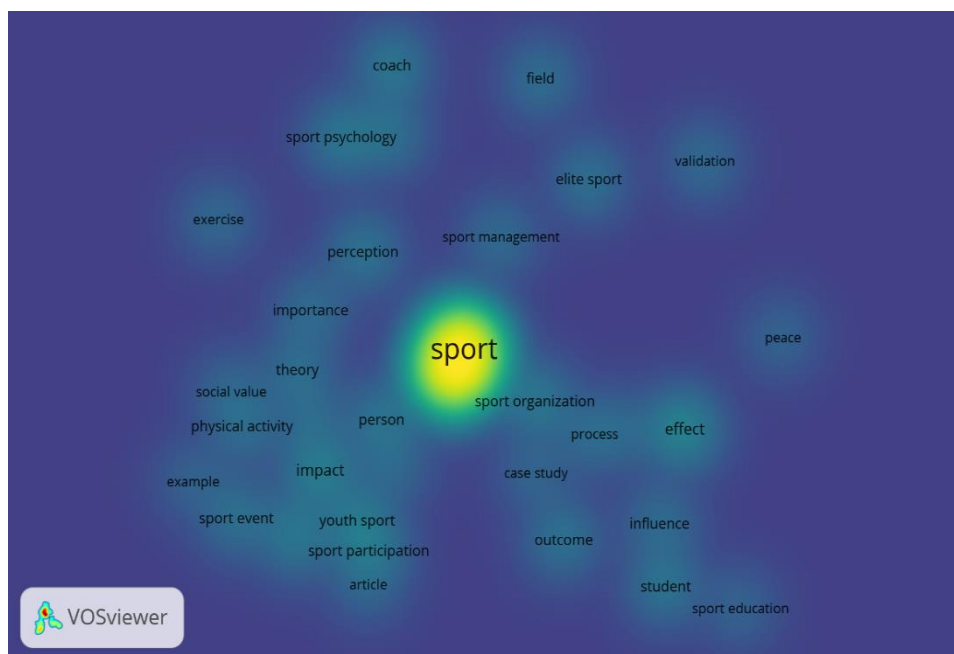 coach
field
sport psychology
validation
elite sport
exercise
sport management
perception
importance
peace
sport
theory
social value
sport organization
person
physical activity
process
effect
impact
case study
example
sport event
youth sport
influence
outcome
sport participation
article
student
sport education
VOSviewer